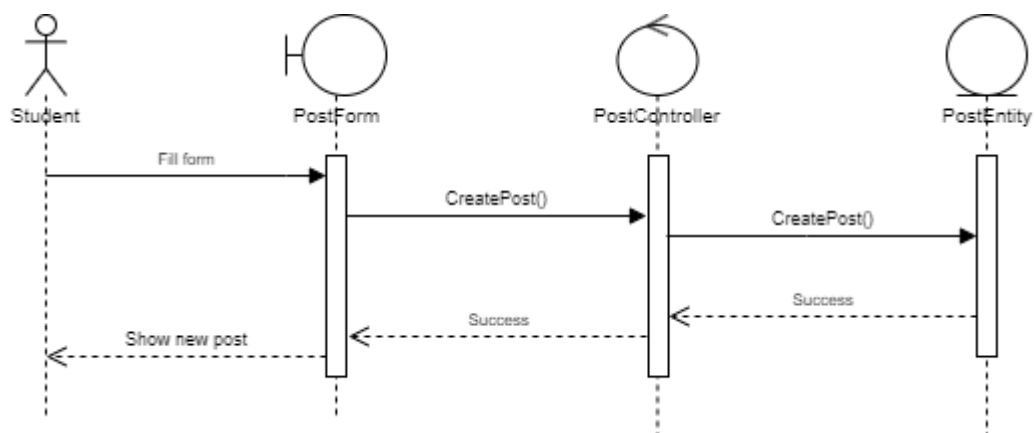 Student
PostForm
PostController
PostEntity
Fill form
CreatePost()
CreatePost()
Success
Success
Show new post